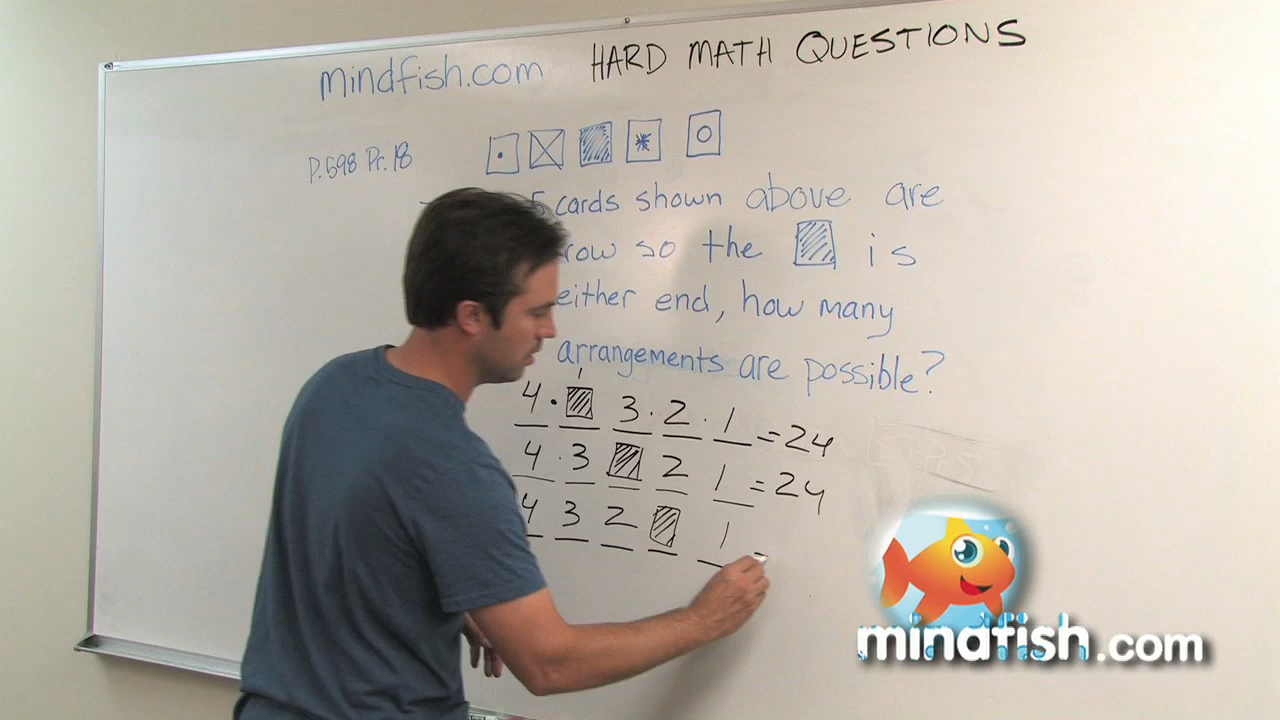 mindfish.com HARD MATH QUESTIONS
P.598 Pr.18
5 cards shown above are
row so the is
either end, how many
arrangements are possible?
1
4 · 3 · 2 · 1 = 24
4 · 3 2 1 = 24
4 3 2 1
mindfish.com